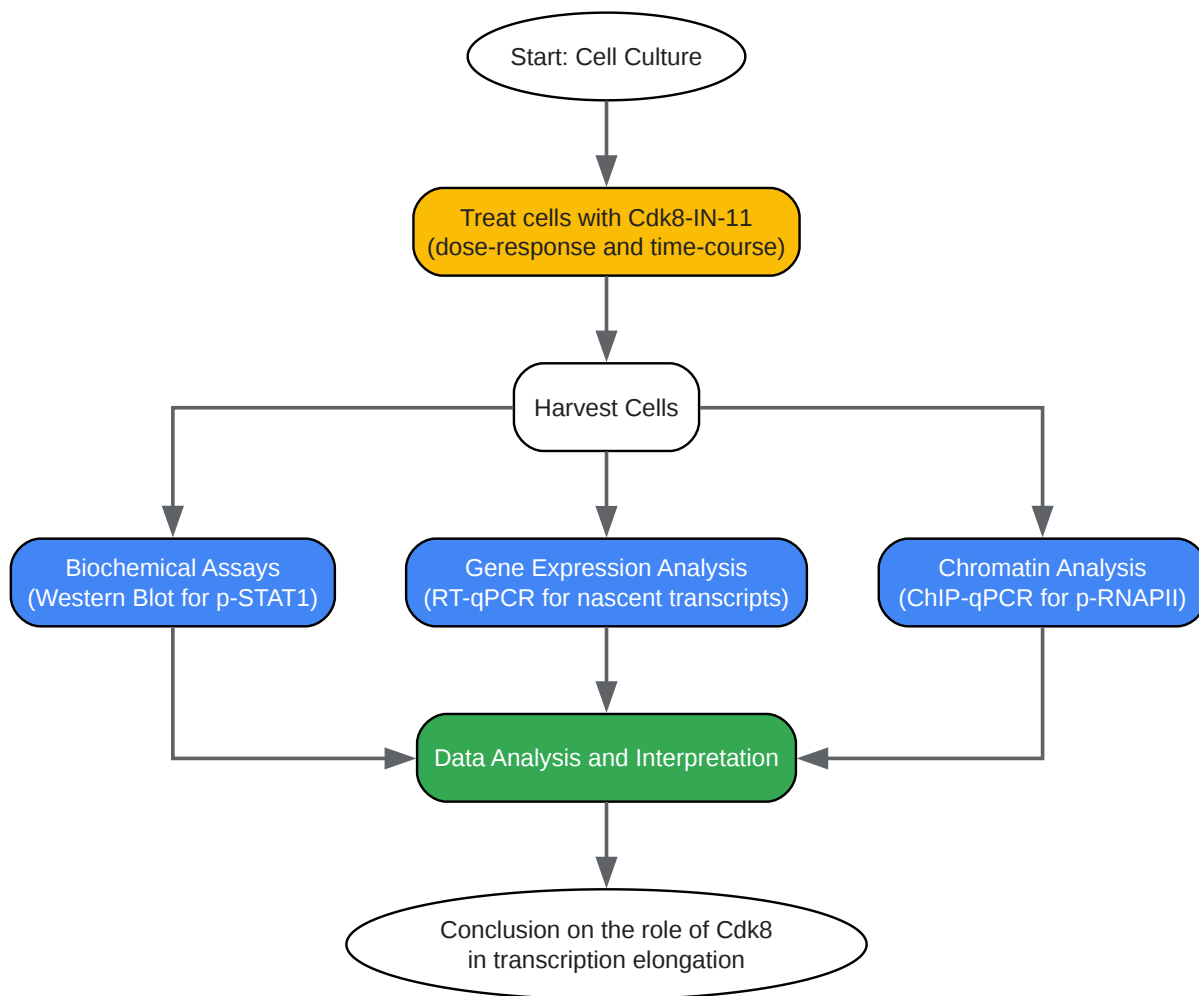 Start: Cell Culture
Treat cells with Cdk8-IN-11
(dose-response and time-course)
Harvest Cells
Biochemical Assays
(Western Blot for p-STAT1)
Gene Expression Analysis
(RT-qPCR for nascent transcripts)
Chromatin Analysis
(ChIP-qPCR for p-RNAPII)
Data Analysis and Interpretation
Conclusion on the role of Cdk8
in transcription elongation